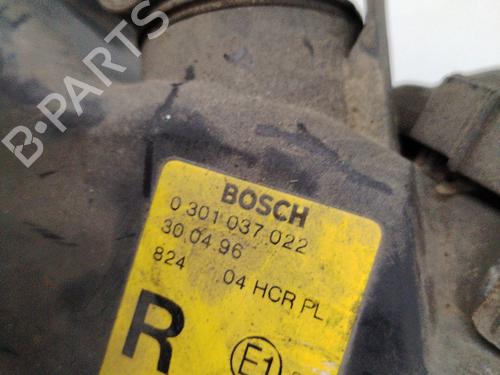 B-PARTS
BOSCH
0 301 037 022
30.04.96
824 04 HCR PL
R E1